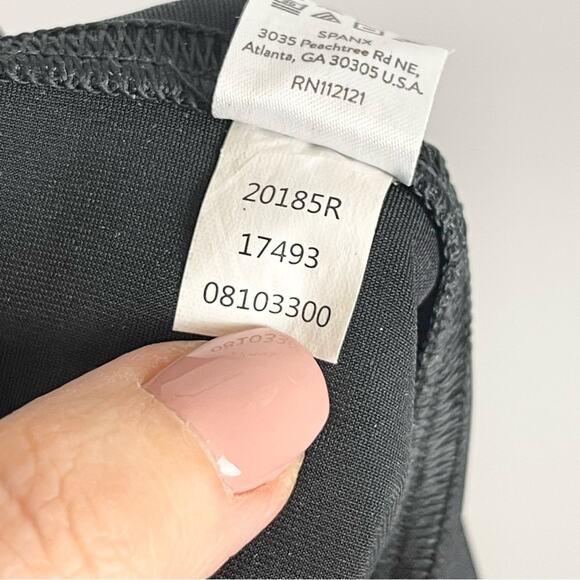 SPANX
3035 Peachtree Rd NE,
Atlanta, GA 30305 U.S.A.
RN112121
20185R
17493
08103300